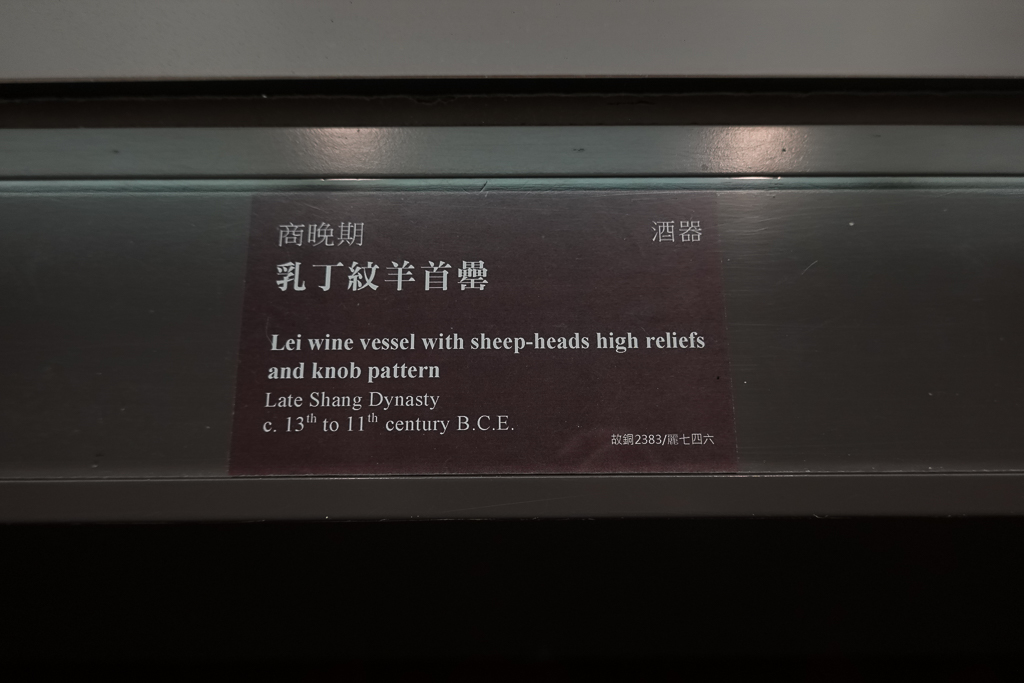 商晚期 酒器
乳丁紋羊首罍
Lei wine vessel with sheep-heads high reliefs
and knob pattern
Late Shang Dynasty
c. 13th to 11th century B.C.E.
故銅2383/麗七四六